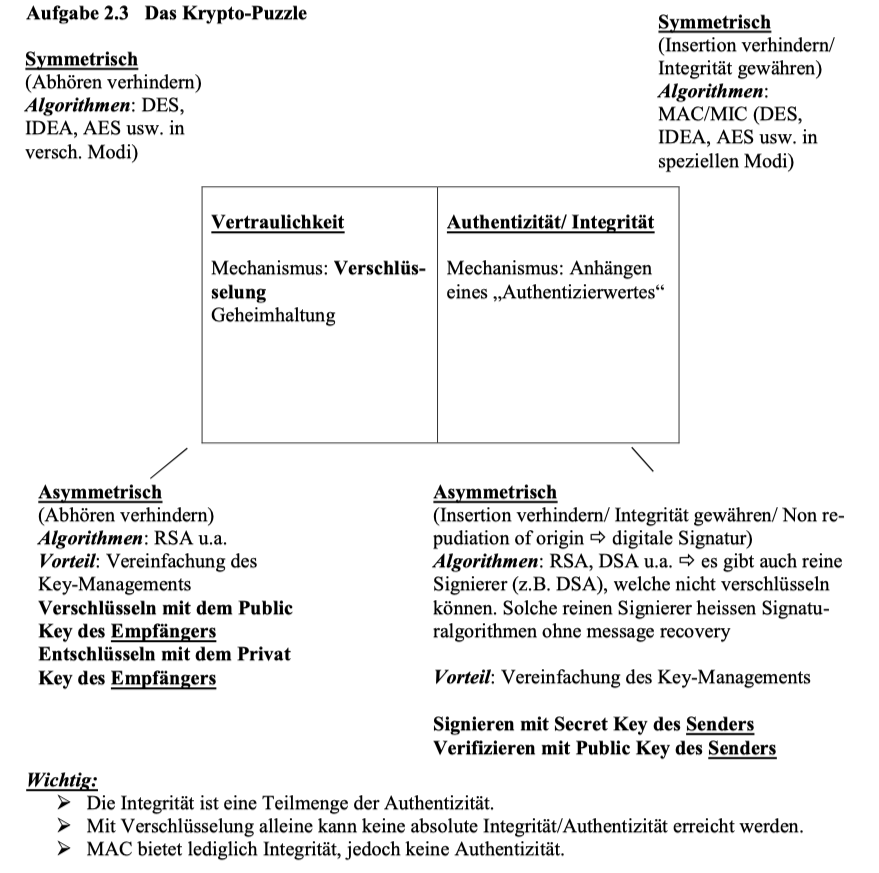 Aufgabe 2.3 Das Krypto-Puzzle
Symmetrisch
(Abhören verhindern)
Algorithmen: DES,
IDEA, AES usw. in
versch. Modi)
Symmetrisch
(Insertion verhindern/
Integrität gewähren)
Algorithmen:
MAC/MIC (DES,
IDEA, AES usw. in
speziellen Modi)
Vertraulichkeit
Mechanismus: Verschlüs-
selung
Geheimhaltung
Authentizität/ Integrität
Mechanismus: Anhängen
eines „Authentizierwertes“
Asymmetrisch
(Abhören verhindern)
Algorithmen: RSA u.a.
Vorteil: Vereinfachung des
Key-Managements
Verschlüsseln mit dem Public
Key des Empfängers
Entschlüsseln mit dem Privat
Key des Empfängers
Asymmetrisch
(Insertion verhindern/ Integrität gewähren/ Non re-
pudiation of origin ⇨ digitale Signatur)
Algorithmen: RSA, DSA u.a. ⇨ es gibt auch reine
Signierer (z.B. DSA), welche nicht verschlüsseln
können. Solche reinen Signierer heissen Signatu-
ralgorithmen ohne message recovery
Vorteil: Vereinfachung des Key-Managements
Signieren mit Secret Key des Senders
Verifizieren mit Public Key des Senders
Wichtig:
➢ Die Integrität ist eine Teilmenge der Authentizität.
➢ Mit Verschlüsselung alleine kann keine absolute Integrität/Authentizität erreicht werden.
➢ MAC bietet lediglich Integrität, jedoch keine Authentizität.